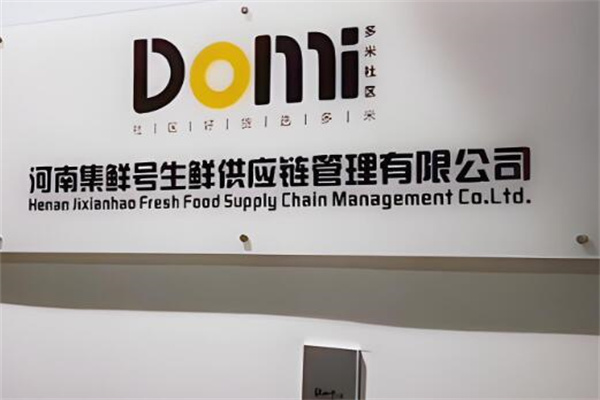 Domi
多米社区
社|区|好|货|选|多|米
河南集鲜号生鲜供应链管理有限公司
Henan Jixianhao Fresh Food Supply Chain Management Co.Ltd.